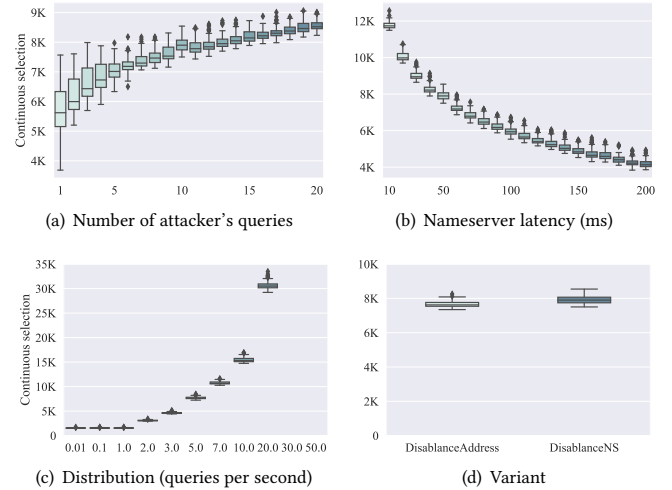 9K
8K
7K
6K
5K
4K
Continuous selection
1 5 10 15 20
(a) Number of attacker's queries
12K
10K
8K
6K
4K
10 50 100 150 200
(b) Nameserver latency (ms)
35K
30K
25K
20K
15K
10K
5K
0
Continuous selection
0.01 0.1 1.0 2.0 3.0 5.0 7.0 10.0 20.0 30.0 50.0
(c) Distribution (queries per second)
10K
8K
6K
4K
2K
0
DisablanceAddress DisablanceNS
(d) Variant